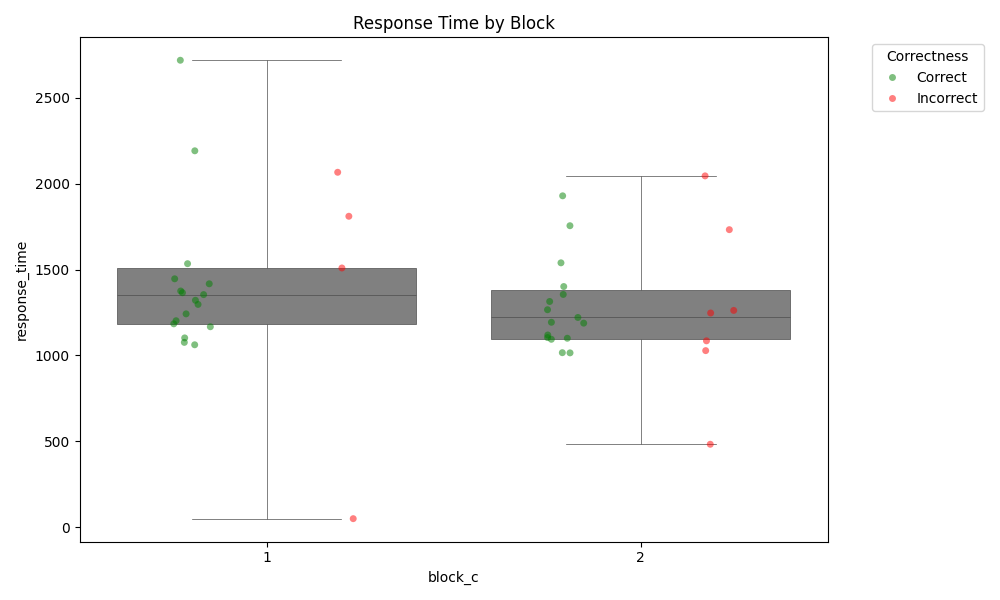 Response Time by Block
Correctness
Correct
Incorrect
response_time
2500
2000
1500
1000
500
0
1
2
block_c